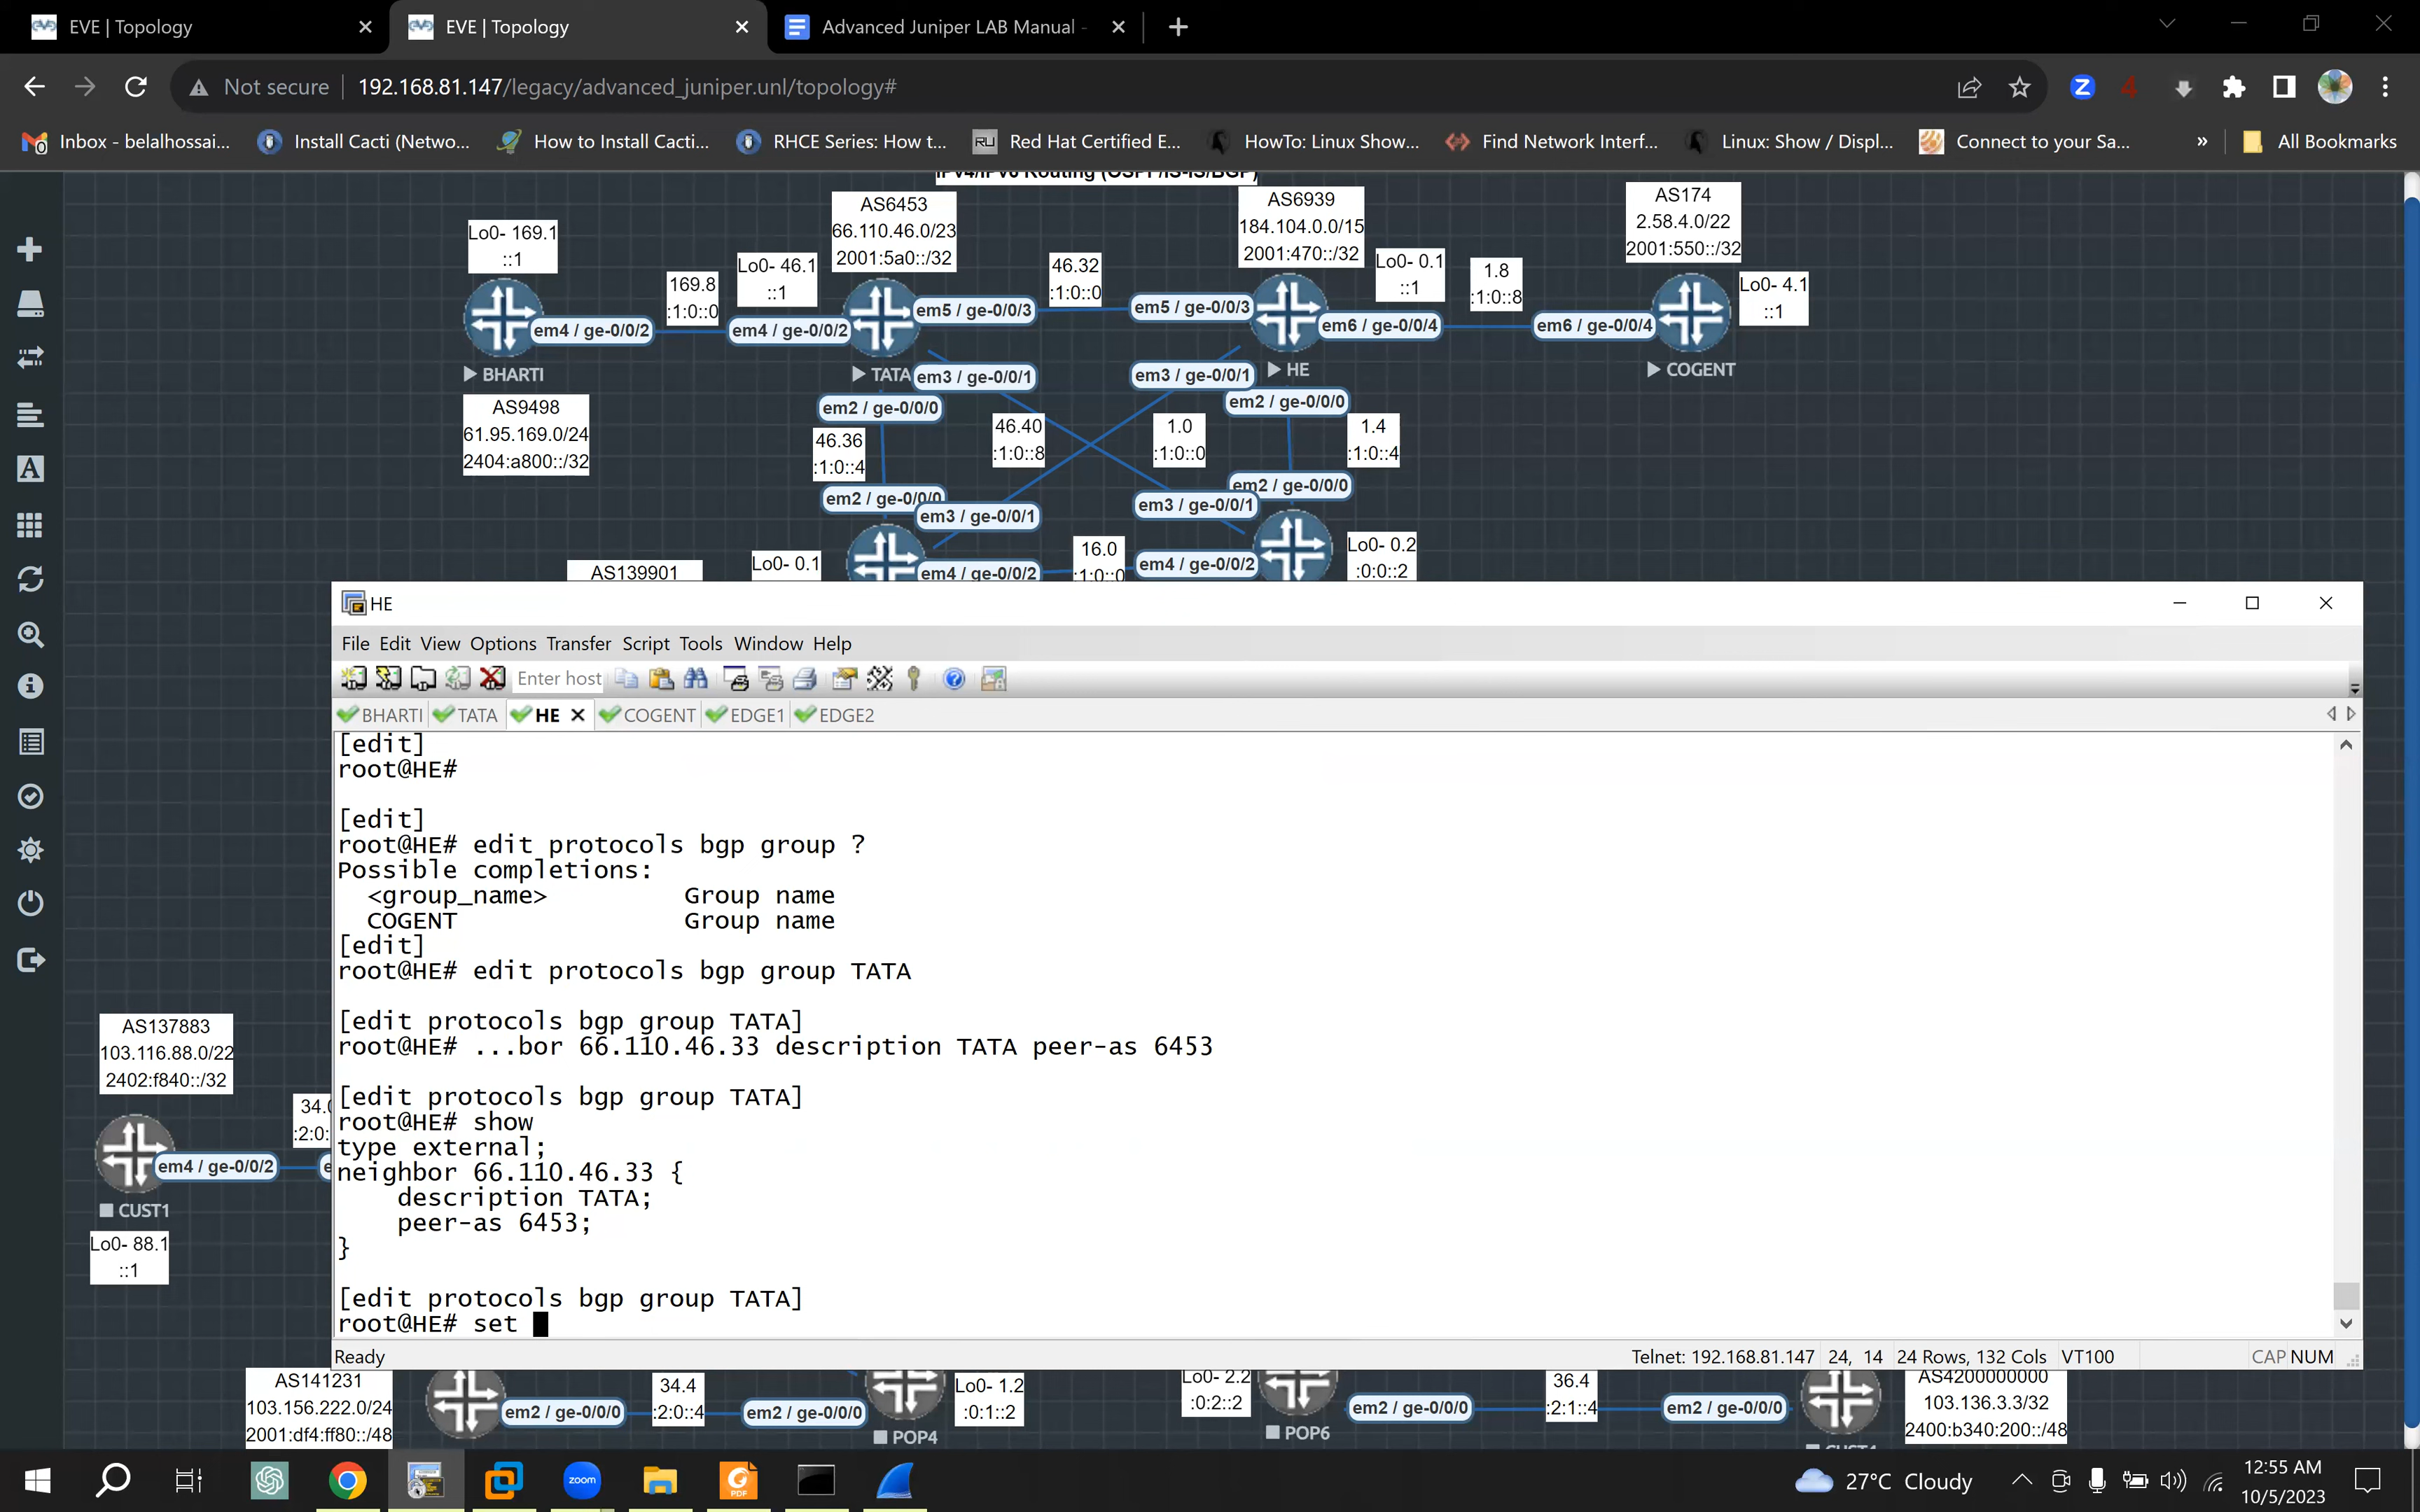 EVE | Topology
EVE | Topology
Advanced Juniper LAB Manual -
Not secure
192.168.81.147/legacy/advanced_juniper.unl/topology#
Inbox - belalhossai...
Install Cacti (Netwo...
How to Install Cacti...
RHCE Series: How t...
Red Hat Certified E...
HowTo: Linux Show...
Find Network Interf...
Linux: Show / Displ...
Connect to your Sa...
»
All Bookmarks
IPv4/IPv6 Routing (OSPF/IS-IS/BGP)
AS6453
66.110.46.0/23
2001:5a0::/32
AS6939
184.104.0.0/15
2001:470::/32
AS174
2.58.4.0/22
2001:550::/32
Lo0- 169.1
::1
169.8
:1:0::0
Lo0- 46.1
::1
46.32
:1:0::0
Lo0- 0.1
::1
1.8
:1:0::8
Lo0- 4.1
::1
em4 / ge-0/0/2
em4 / ge-0/0/2
em5 / ge-0/0/3
em5 / ge-0/0/3
em6 / ge-0/0/4
em6 / ge-0/0/4
BHARTI
TATA
HE
COGENT
em3 / ge-0/0/1
em3 / ge-0/0/1
em2 / ge-0/0/0
em2 / ge-0/0/0
AS9498
61.95.169.0/24
2404:a800::/32
46.36
:1:0::4
46.40
:1:0::8
1.0
:1:0::0
1.4
:1:0::4
em2 / ge-0/0/0
em3 / ge-0/0/1
em3 / ge-0/0/1
em2 / ge-0/0/0
AS139901
Lo0- 0.1
em4 / ge-0/0/2
16.0
:1:0::0
em4 / ge-0/0/2
Lo0- 0.2
:0:0::2
HE
File Edit View Options Transfer Script Tools Window Help
Enter host
BHARTI
TATA
HE
COGENT
EDGE1
EDGE2
[edit]
root@HE#
[edit]
root@HE# edit protocols bgp group ?
Possible completions:
<group_name> Group name
COGENT Group name
[edit]
root@HE# edit protocols bgp group TATA
[edit protocols bgp group TATA]
root@HE# ...bor 66.110.46.33 description TATA peer-as 6453
[edit protocols bgp group TATA]
root@HE# show
type external;
neighbor 66.110.46.33 {
description TATA;
peer-as 6453;
}
[edit protocols bgp group TATA]
root@HE# set
Ready
Telnet: 192.168.81.147
24, 14
24 Rows, 132 Cols
VT100
CAP NUM
AS137883
103.116.88.0/22
2402:f840::/32
:2:0:
em4 / ge-0/0/2
CUST1
Lo0- 88.1
::1
AS141231
103.156.222.0/24
2001:df4:ff80::/48
em2 / ge-0/0/0
34.4
:2:0::4
em2 / ge-0/0/0
Lo0- 1.2
:0:1::2
POP4
Lo0- 2.2
:0:2::2
POP6
em2 / ge-0/0/0
36.4
:2:1::4
em2 / ge-0/0/0
AS4200000000
103.136.3.3/32
2400:b340:200::/48
zoom
PDF
27°C Cloudy
12:55 AM
10/5/2023